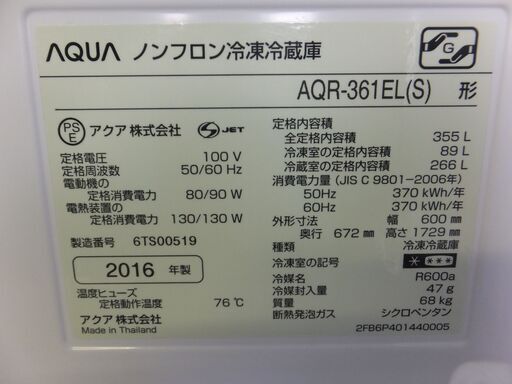 AQUA ノンフロン冷凍冷蔵庫
G
AQR-361EL(S) 形
PS E アクア株式会社 S JET
定格電圧 100 V
定格周波数 50/60 Hz
電動機の
定格消費電力 80/90 W
電熱装置の
定格消費電力 130/130 W
製造番号 6TS00519
2016 年製
温度ヒューズ
定格動作温度 76℃
アクア株式会社
Made in Thailand
定格内容積
全定格内容積 355 L
冷凍室の定格内容積 89 L
冷蔵室の定格内容積 266 L
消費電力量 (JIS C 9801-2006年)
50Hz 370 kWh/年
60Hz 370 kWh/年
外形寸法 幅 600 mm
奥行 672 mm 高さ 1729 mm
種類 冷凍冷蔵庫
冷凍室の記号 * ***
冷媒名 R600a
冷媒封入量 47 g
質量 68 kg
断熱発泡ガス シクロペンタン
2FB6P401440005